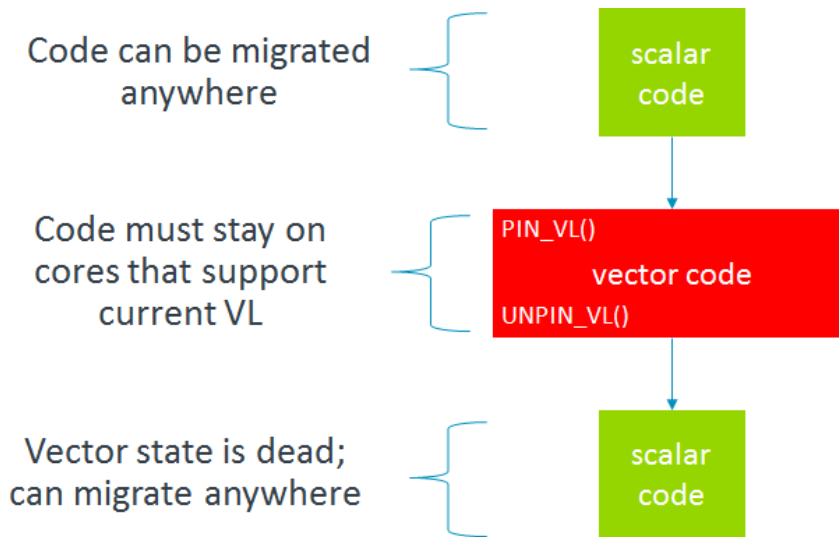 Code can be migrated
anywhere
scalar
code
Code must stay on
cores that support
current VL
PIN_VL()
vector code
UNPIN_VL()
Vector state is dead;
can migrate anywhere
scalar
code